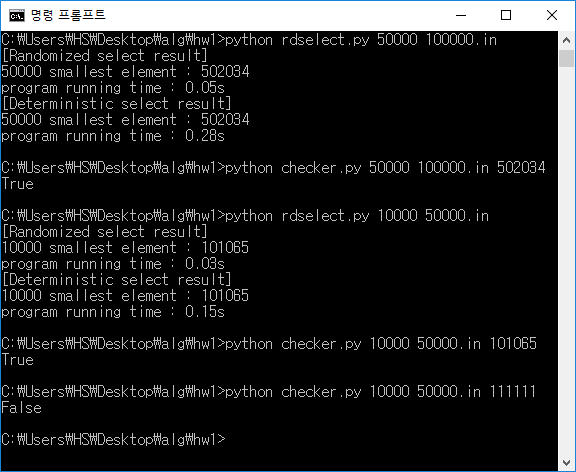 명령 프롬프트
C:₩Users₩HS₩Desktop₩alg₩hw1>python rdselect.py 50000 100000.in
[Randomized select result]
50000 smallest element : 502034
program running time : 0.05s
[Deterministic select result]
50000 smallest element : 502034
program running time : 0.28s
C:₩Users₩HS₩Desktop₩alg₩hw1>python checker.py 50000 100000.in 502034
True
C:₩Users₩HS₩Desktop₩alg₩hw1>python rdselect.py 10000 50000.in
[Randomized select result]
10000 smallest element : 101065
program running time : 0.03s
[Deterministic select result]
10000 smallest element : 101065
program running time : 0.15s
C:₩Users₩HS₩Desktop₩alg₩hw1>python checker.py 10000 50000.in 101065
True
C:₩Users₩HS₩Desktop₩alg₩hw1>python checker.py 10000 50000.in 111111
False
C:₩Users₩HS₩Desktop₩alg₩hw1>